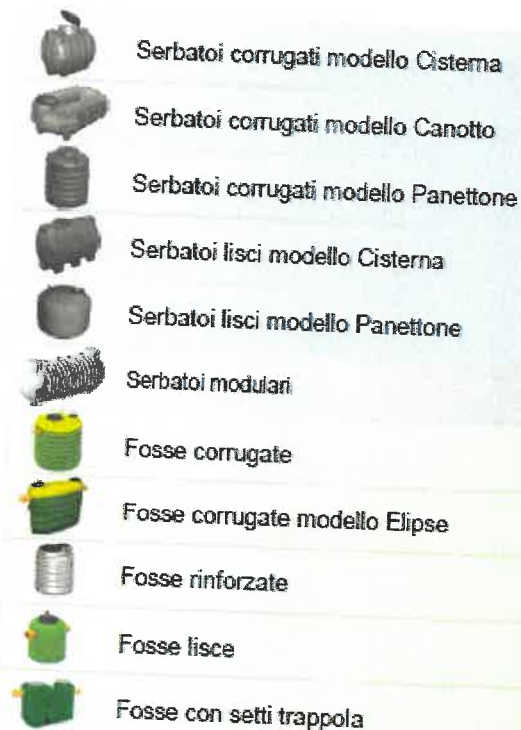 Serbatoi corrugati modello Cisterna
Serbatoi corrugati modello Canotto
Serbatoi corrugati modello Panettone
Serbatoi lisci modello Cisterna
Serbatoi lisci modello Panettone
Serbatoi modulari
Fosse corrugate
Fosse corrugate modello Elipse
Fosse rinforzate
Fosse lisce
Fosse con setti trappola